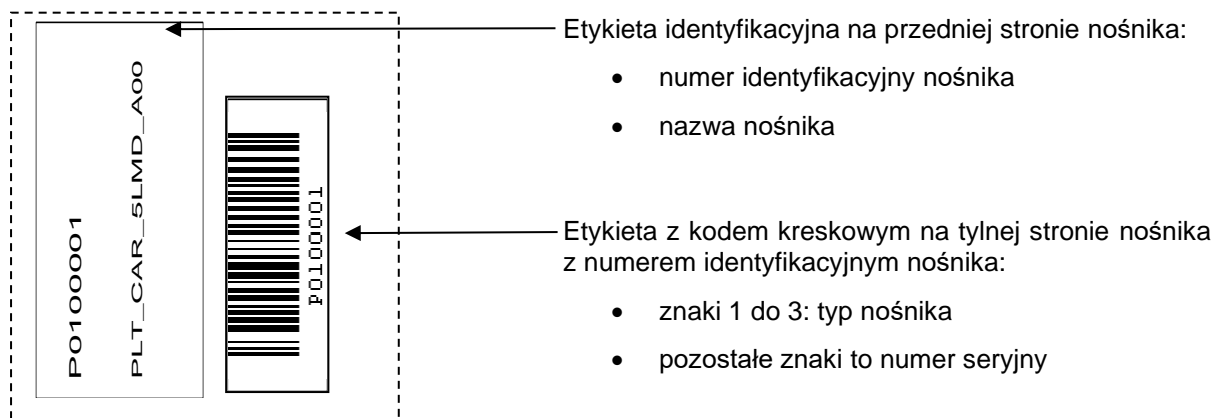 P0100001
PLT_CAR_5LMD_A00
P0100001
Etykieta identyfikacyjna na przedniej stronie nośnika:
• numer identyfikacyjny nośnika
• nazwa nośnika
Etykieta z kodem kreskowym na tylnej stronie nośnika
z numerem identyfikacyjnym nośnika:
• znaki 1 do 3: typ nośnika
• pozostałe znaki to numer seryjny